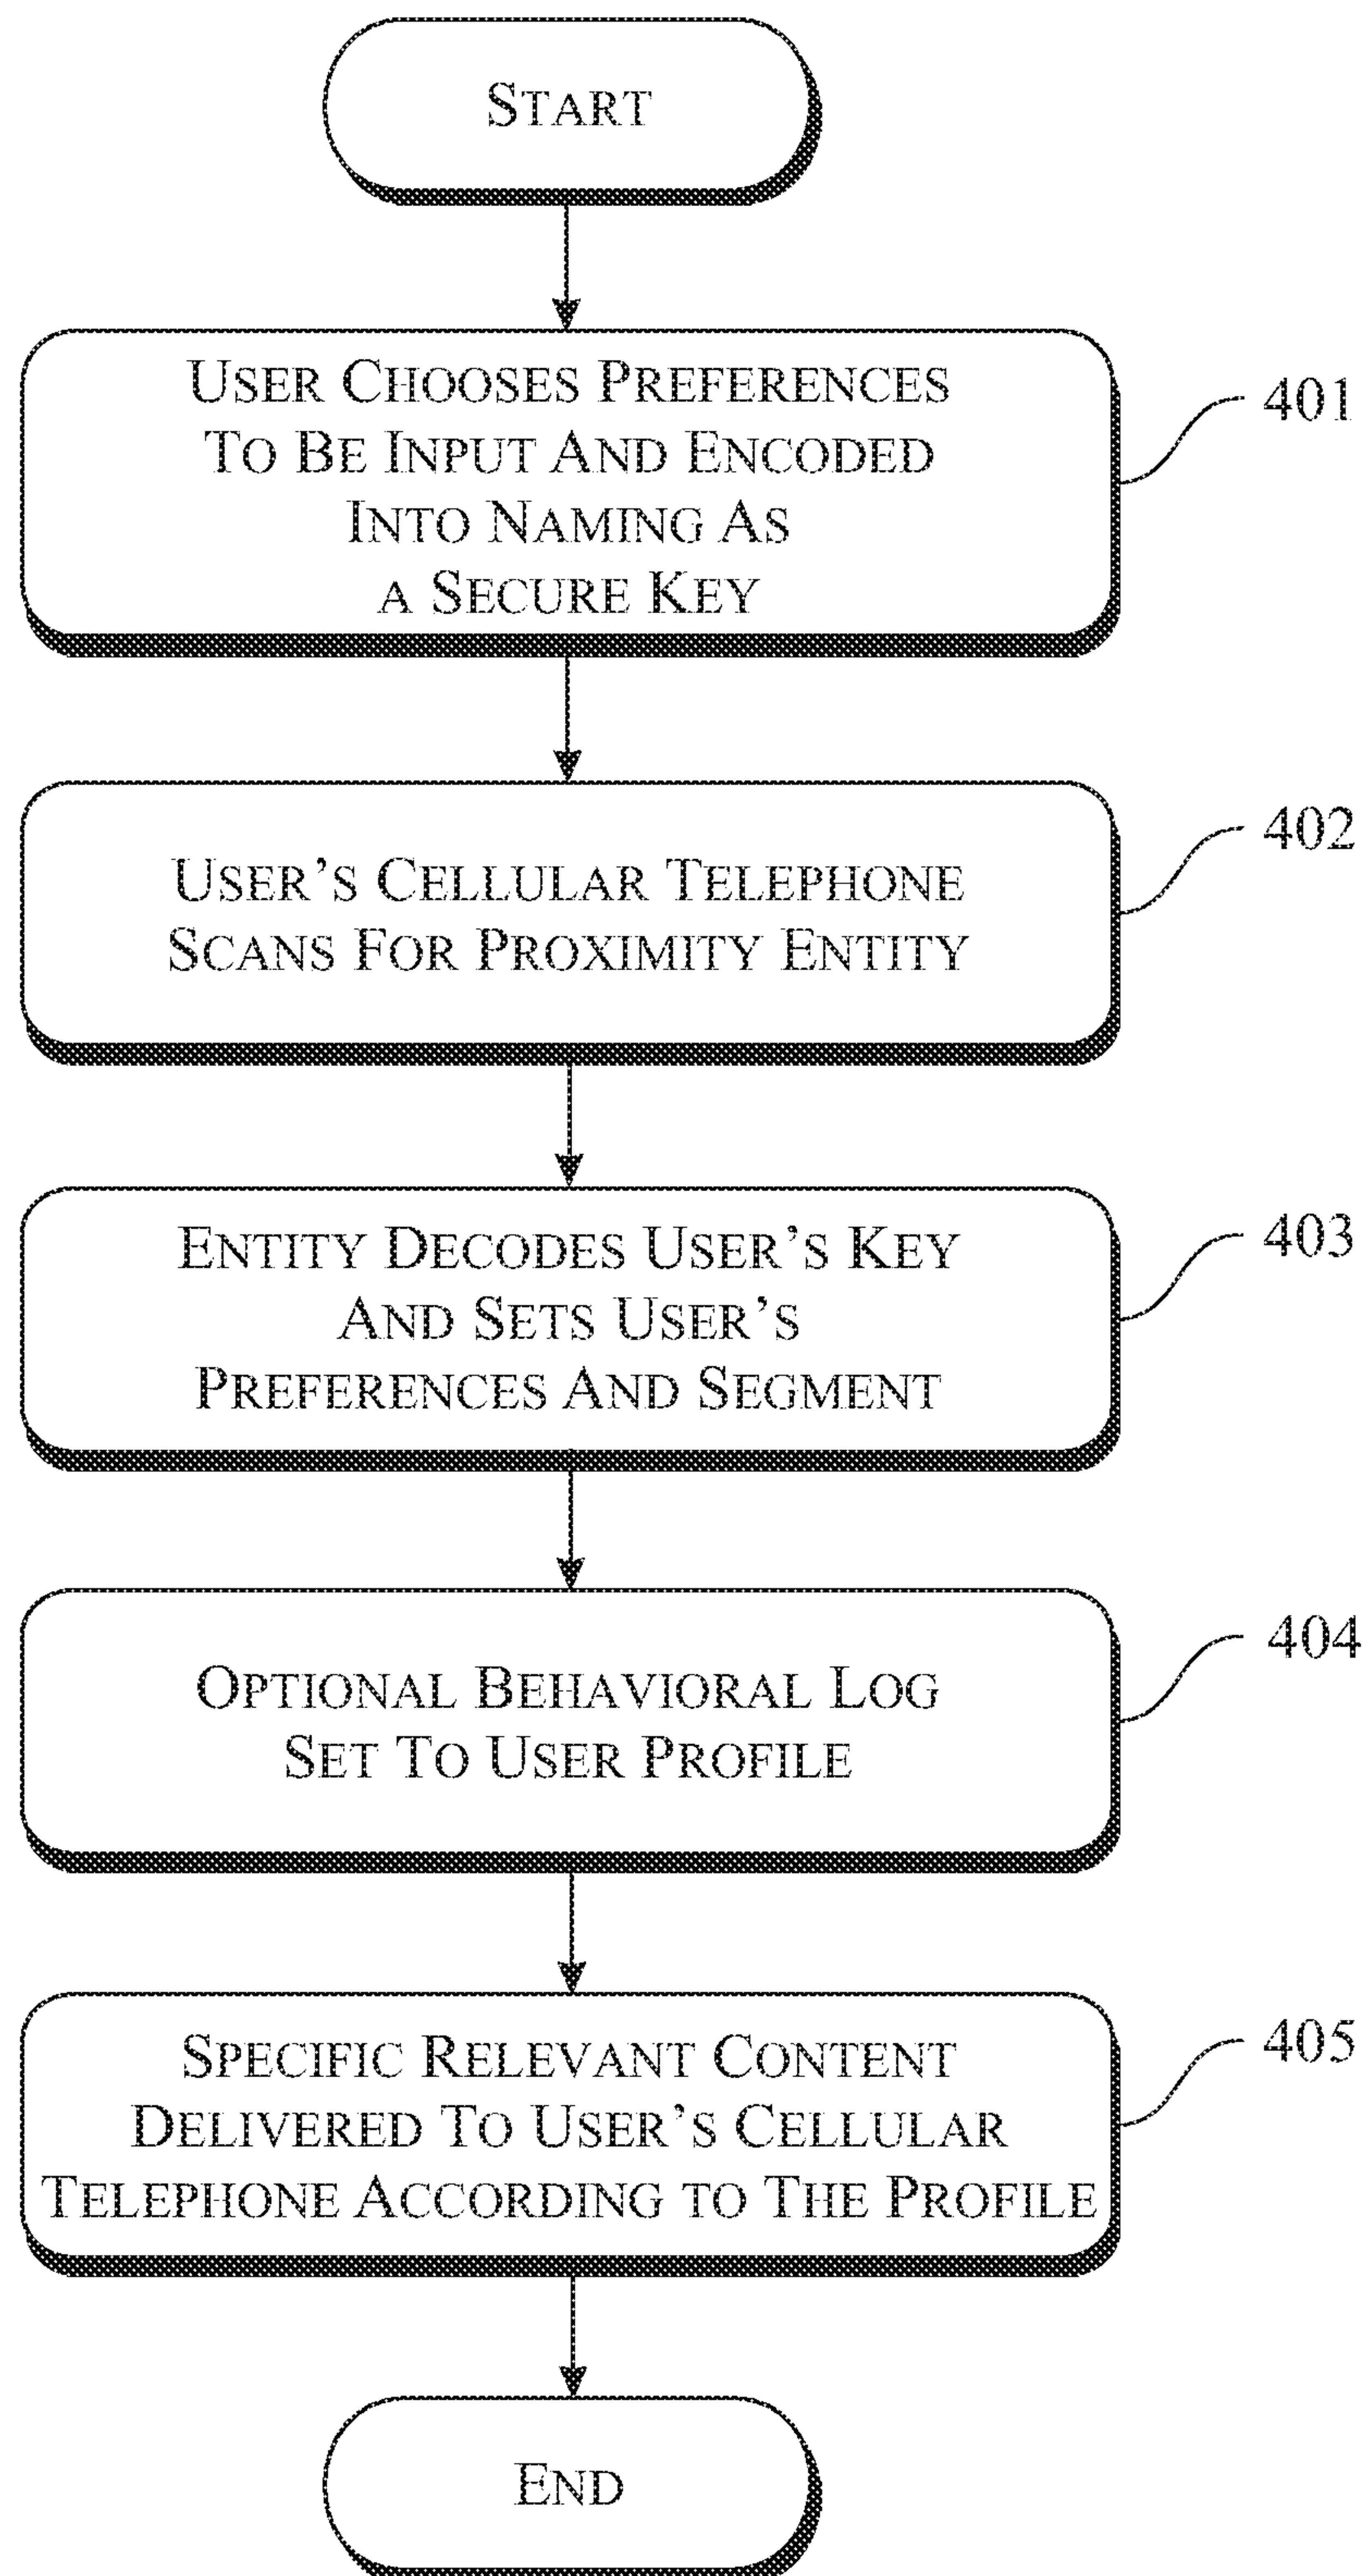 START
USER CHOOSES PREFERENCES
TO BE INPUT AND ENCODED
INTO NAMING AS
A SECURE KEY
401
USER'S CELLULAR TELEPHONE
SCANS FOR PROXIMITY ENTITY
402
ENTITY DECODES USER'S KEY
AND SETS USER'S
PREFERENCES AND SEGMENT
403
OPTIONAL BEHAVIORAL LOG
SET TO USER PROFILE
404
SPECIFIC RELEVANT CONTENT
DELIVERED TO USER'S CELLULAR
TELEPHONE ACCORDING TO THE PROFILE
405
END